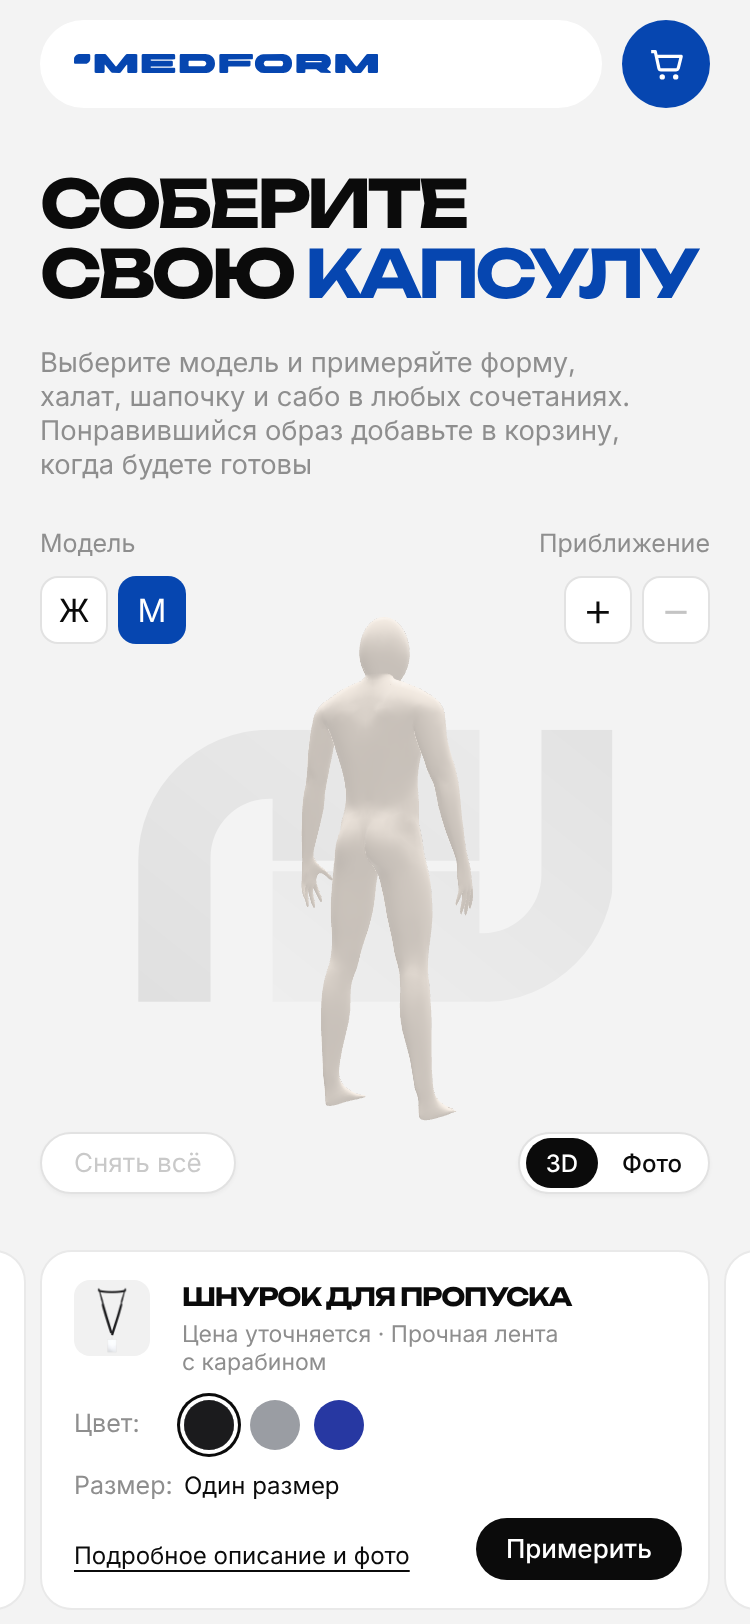 MEDFORM
СОБЕРИТЕ
СВОЮ КАПСУЛУ
Выберите модель и примеряйте форму,
халат, шапочку и сабо в любых сочетаниях.
Понравившийся образ добавьте в корзину,
когда будете готовы
Модель
Приближение
Ж М
+ −
Снять всё
3D Фото
ШНУРОК ДЛЯ ПРОПУСКА
Цена уточняется · Прочная лента
с карабином
Цвет:
Размер: Один размер
Подробное описание и фото
Примерить